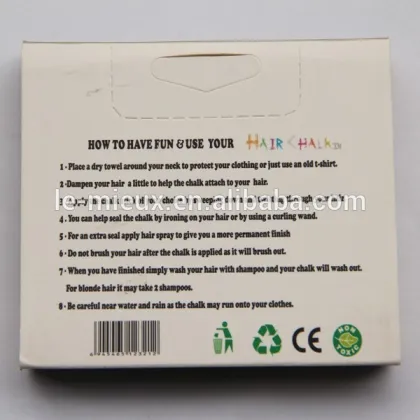 HOW TO HAVE FUN & USE YOUR HAIR CHALK
1 - Place a dry towel around your neck to protect your clothing or just use an old t-shirt.
2 -Dampen your hair a little to help the chalk attach to your hair.
le-mieux.en.alibaba.com
4 - You can help seal the chalk by ironing on your hair or by using a curling wand.
5 - For an extra seal apply hair spray to give you a more permanent finish
6 - Do not brush your hair after the chalk is applied as it will brush out.
7 - When you have finished simply wash your hair with shampoo and your chalk will wash out.
For blonde hair it may take 2 shampoos.
8 - Be careful near water and rain as the chalk may run onto your clothes.
CE
NON TOXIC